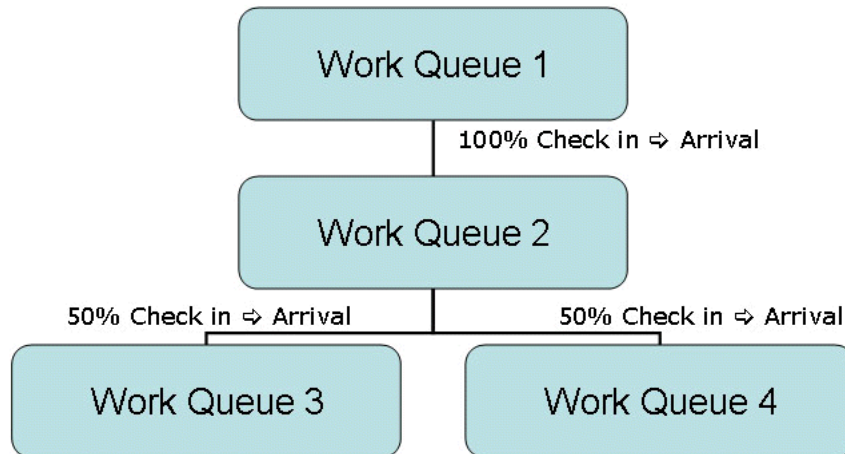 Work Queue 1
100% Check in ⇨ Arrival
Work Queue 2
50% Check in ⇨ Arrival
50% Check in ⇨ Arrival
Work Queue 3
Work Queue 4